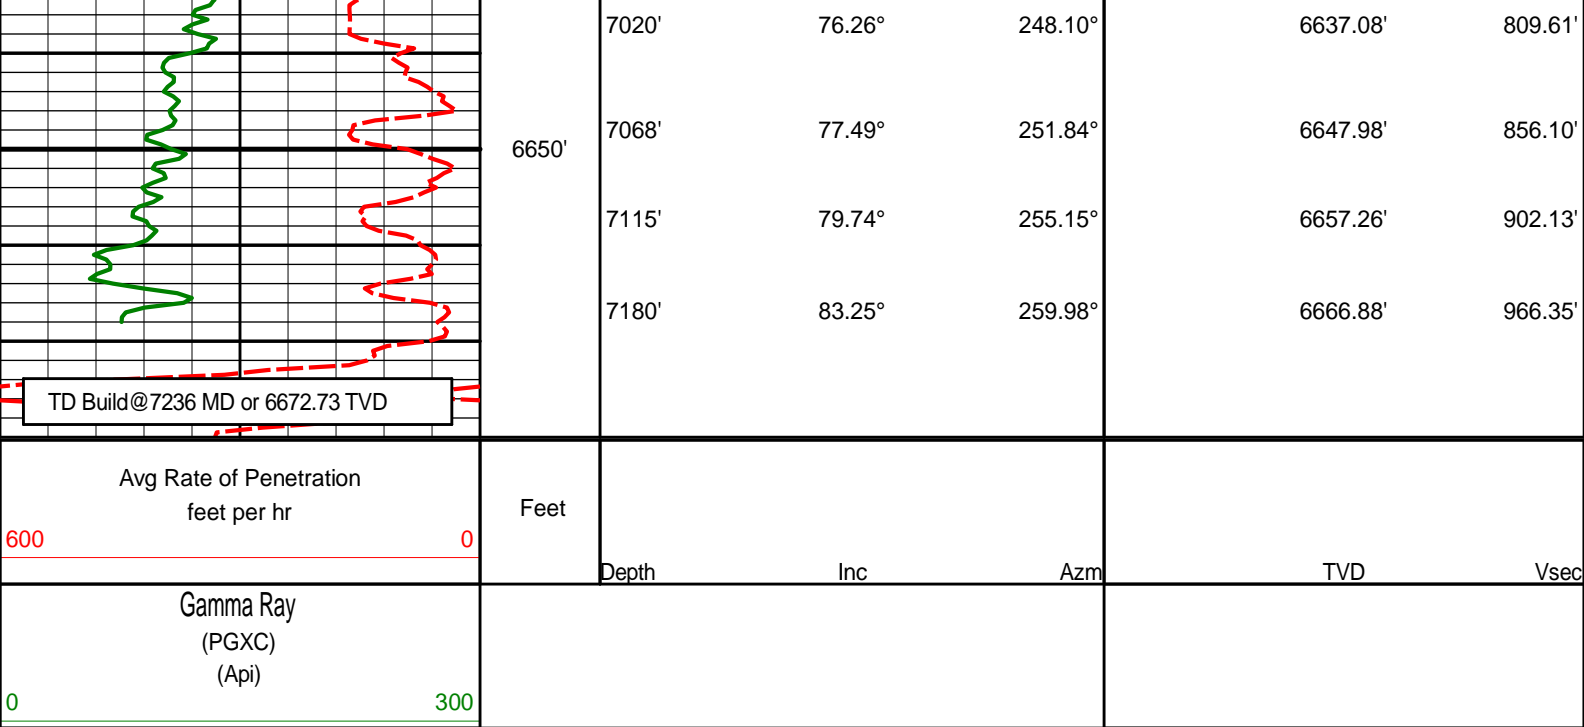 7020' 76.26° 248.10° 6637.08' 809.61'
7068' 77.49° 251.84° 6647.98' 856.10'
6650'
7115' 79.74° 255.15° 6657.26' 902.13'
7180' 83.25° 259.98° 6666.88' 966.35'
TD Build@7236 MD or 6672.73 TVD
Avg Rate of Penetration
feet per hr
600 0
Feet
Depth Inc Azm TVD Vsec
Gamma Ray
(PGXC)
(Api)
0 300